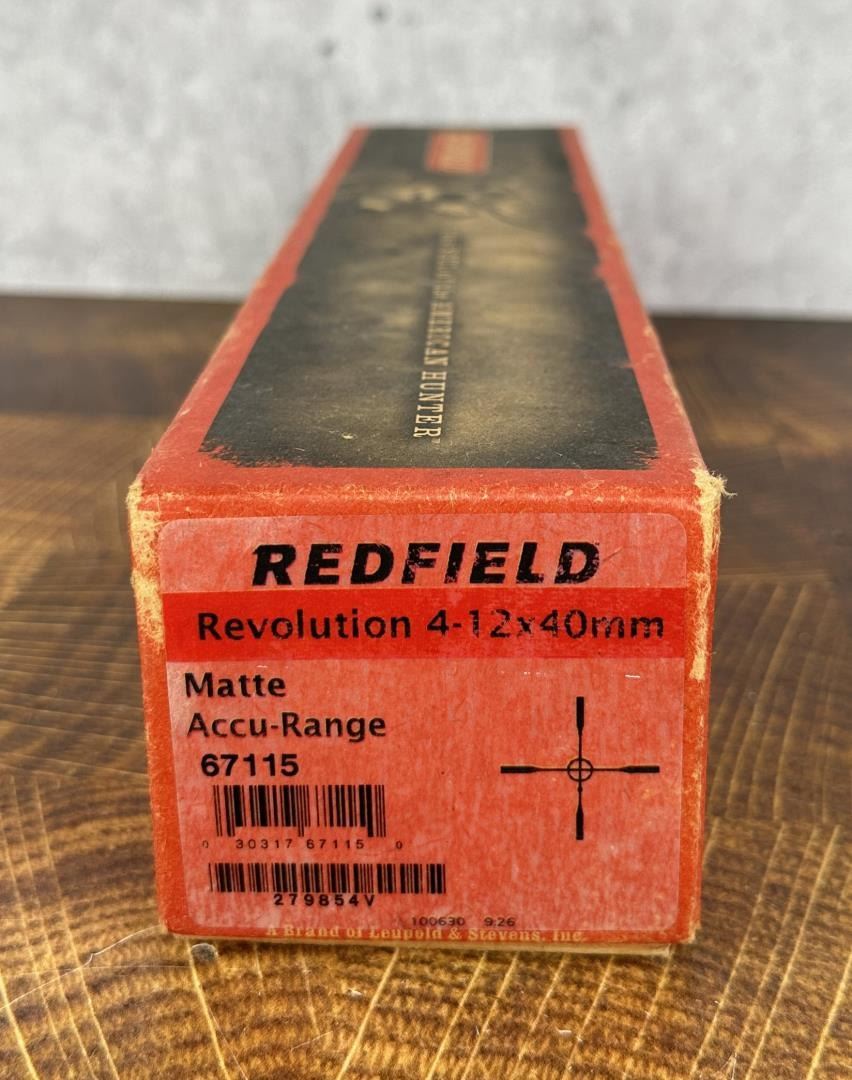 AMERICAN HUNTER
REDFIELD
Revolution 4-12x40mm
Matte
Accu-Range
67115
0 30317 67115 0
279854V
100630 9:26
A Brand of Leupold & Stevens, Inc.